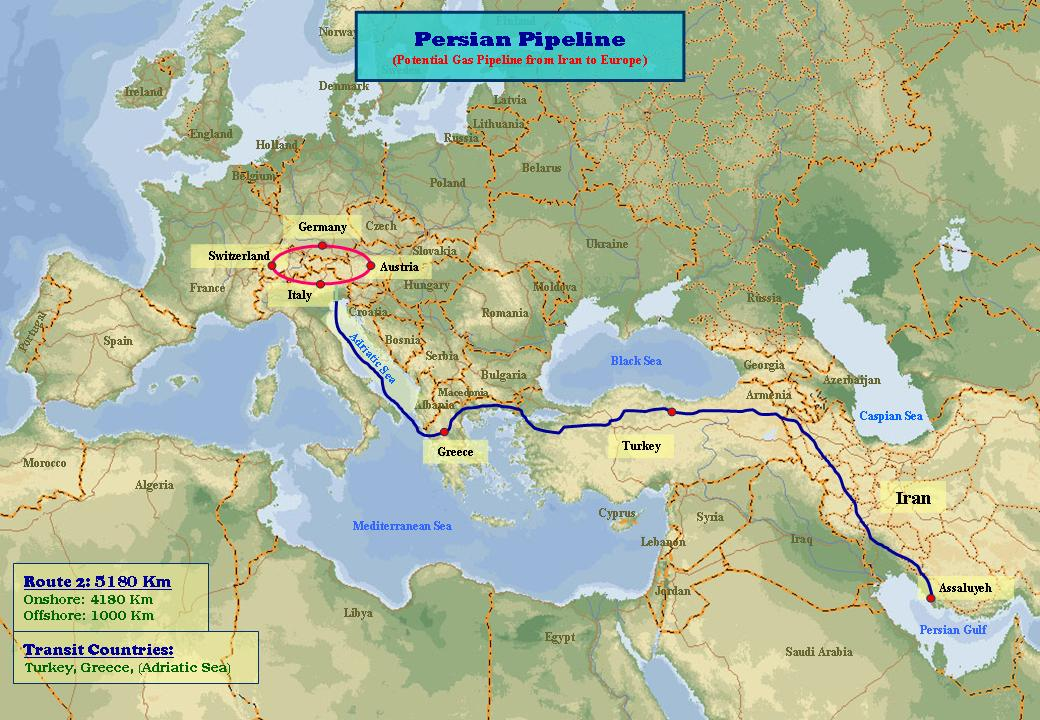 Finland
Norway
Persian Pipeline
(Potential Gas Pipeline from Iran to Europe)
Sweden
Denmark
Ireland
Latvia
Lithuania
England
Russia
Holland
Belarus
Belgium
Poland
Germany
Czech
Ukraine
Slovakia
Switzerland
Austria
France
Hungary
Moldova
Italy
Russia
Croatia
Romania
Portugal
Spain
Bosnia
Adriatic Sea
Serbia
Black Sea
Georgia
Bulgaria
Azerbaijan
Macedonia
Armenia
Albania
Caspian Sea
Greece
Turkey
Morocco
Algeria
Iran
Cyprus
Syria
Mediterranean Sea
Lebanon
Iraq
Route 2: 5180 Km
Onshore: 4180 Km
Offshore: 1000 Km
Jordan
Assaluyeh
Libya
Persian Gulf
Egypt
Saudi Arabia
Transit Countries:
Turkey, Greece, (Adriatic Sea)